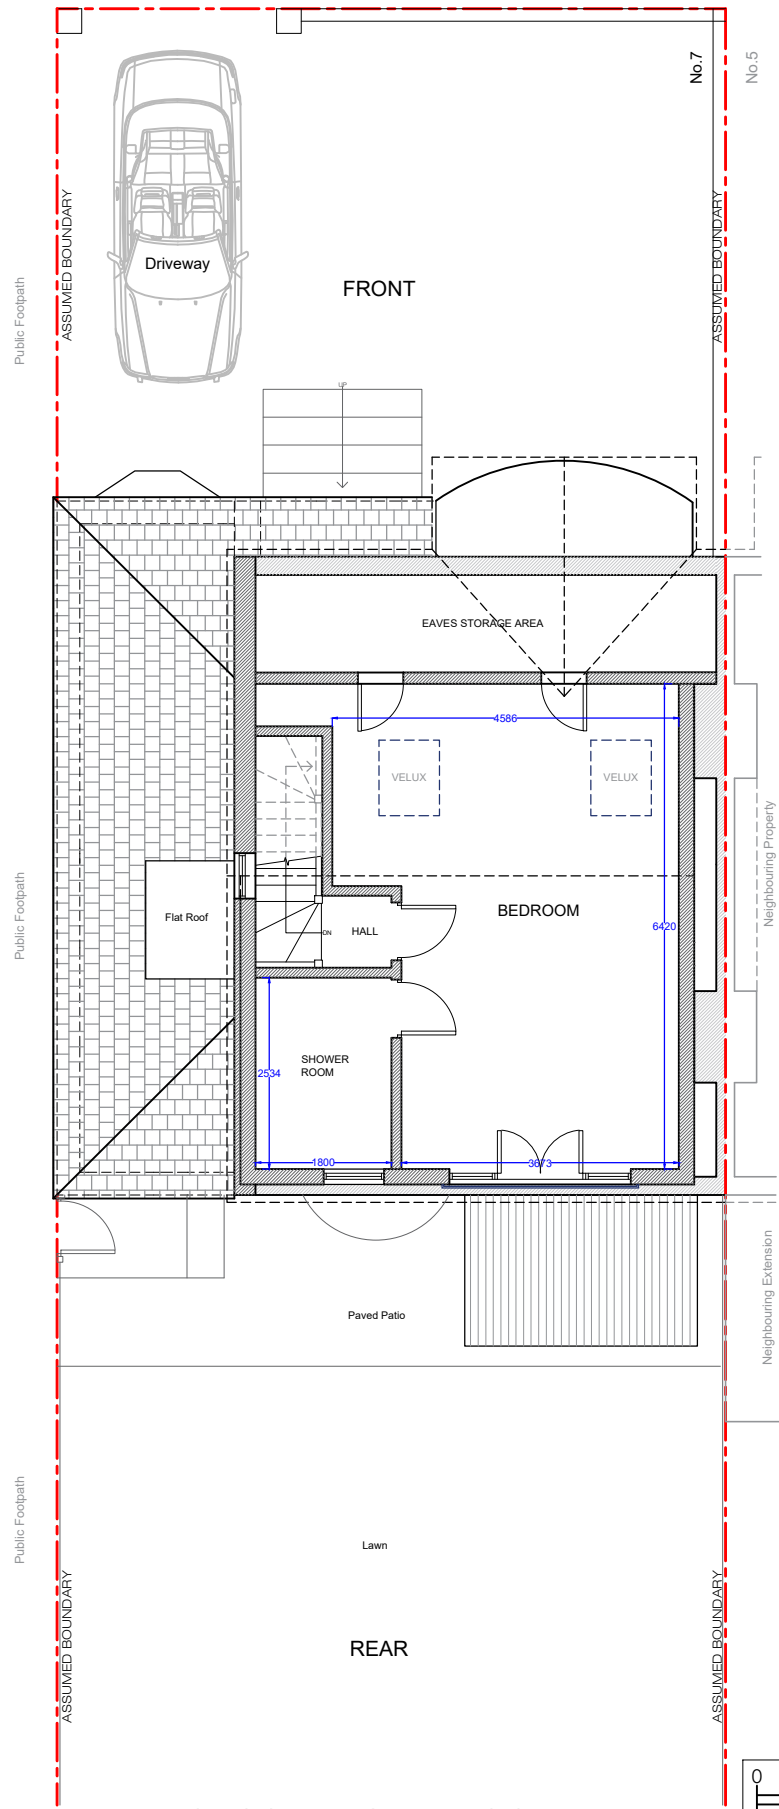 No.7
No.5
ASSUMED BOUNDARY
ASSUMED BOUNDARY
Driveway
Public Footpath
FRONT
UP
EAVES STORAGE AREA
4586
VELUX
VELUX
Neighbouring Property
Public Footpath
Flat Roof
HALL
DN
BEDROOM
6420
SHOWER
ROOM
2534
1800
3673
Neighbouring Extension
Paved Patio
Public Footpath
Lawn
ASSUMED BOUNDARY
ASSUMED BOUNDARY
REAR
0